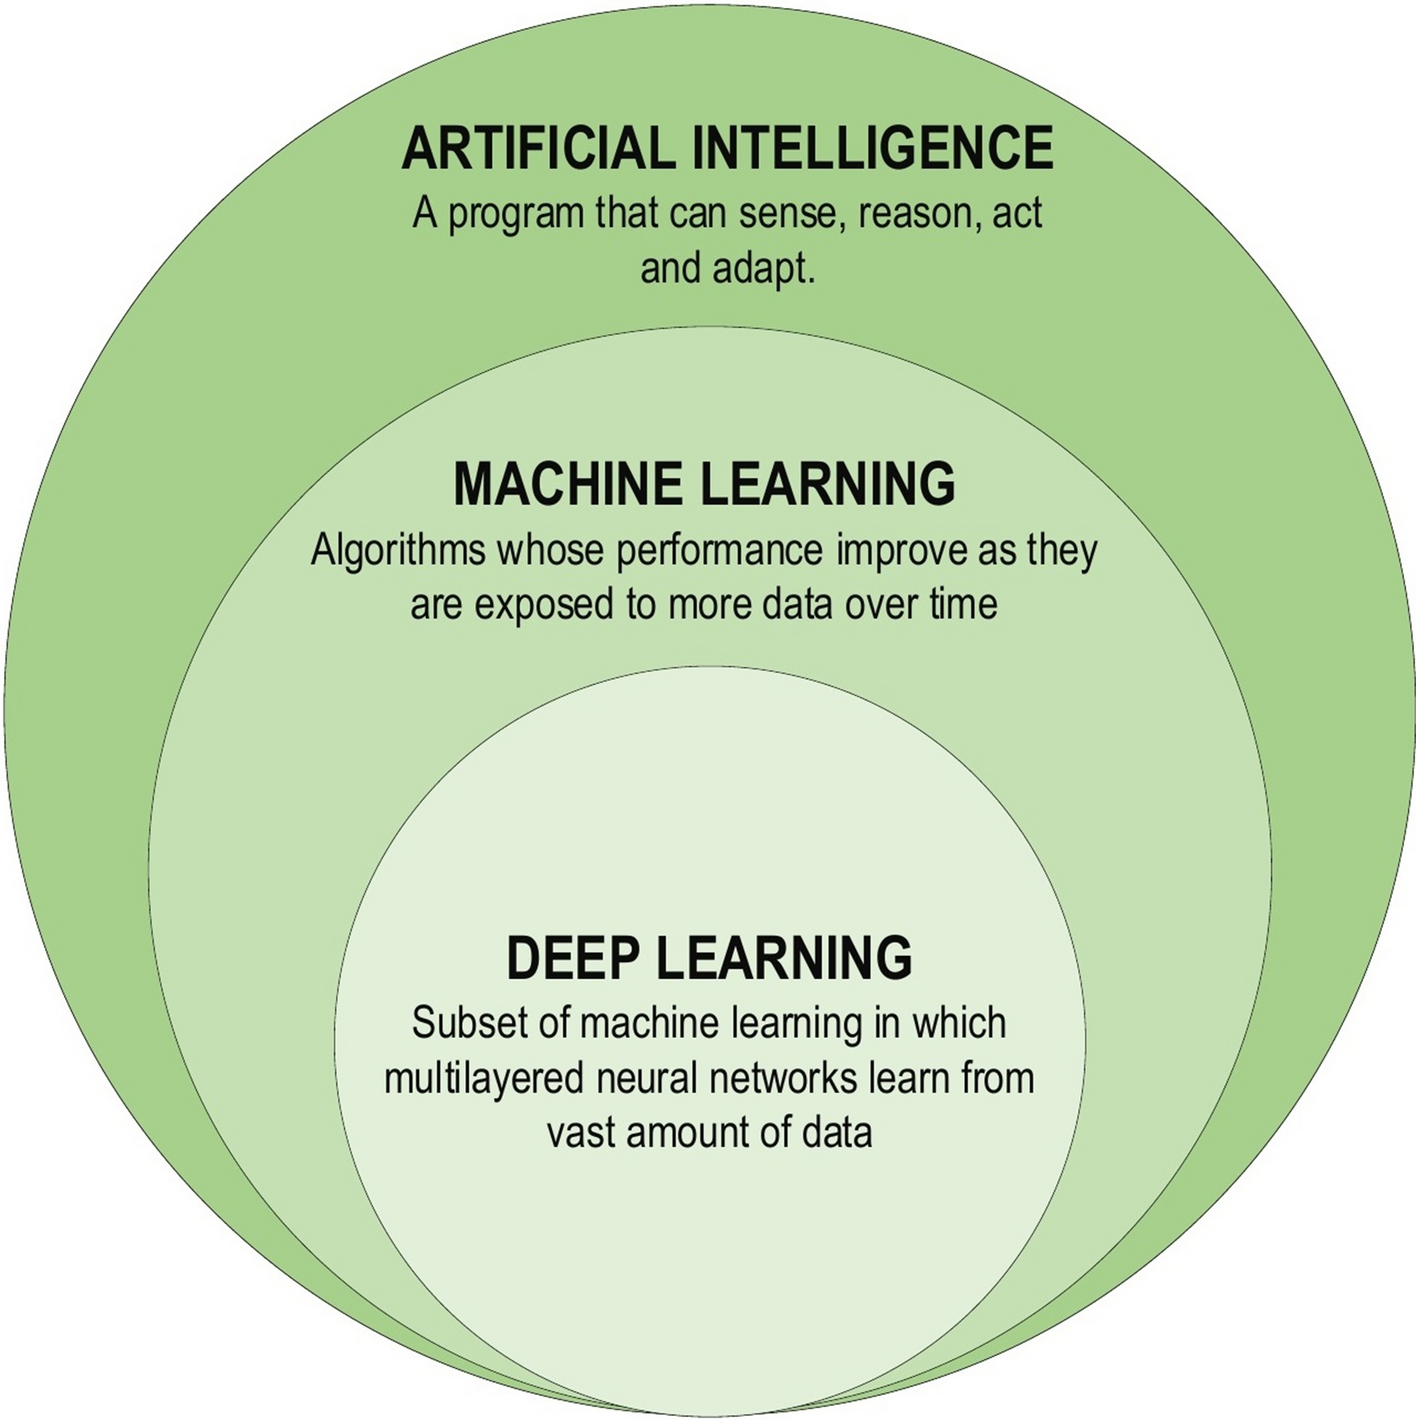 ARTIFICIAL INTELLIGENCE
A program that can sense, reason, act
and adapt.
MACHINE LEARNING
Algorithms whose performance improve as they
are exposed to more data over time
DEEP LEARNING
Subset of machine learning in which
multilayered neural networks learn from
vast amount of data